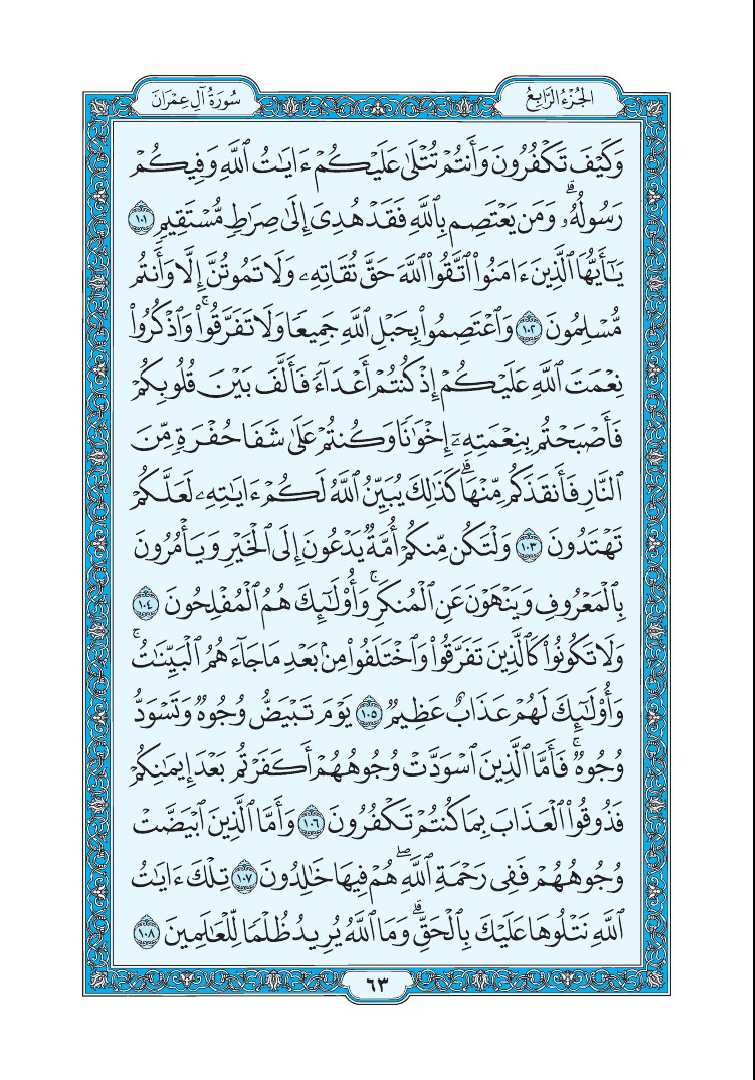 الجُزْءُ الرَّابِعُ
سُورَةُ آلِ عِمْرَانَ
وَكَيْفَ تَكْفُرُونَ وَأَنتُمْ تُتْلَىٰ عَلَيْكُمْ ءَايَٰتُ ٱللَّهِ وَفِيكُمْ
رَسُولُهُۥۗ وَمَن يَعْتَصِم بِٱللَّهِ فَقَدْ هُدِىَ إِلَىٰ صِرَٰطٍ مُّسْتَقِيمٍ ١٠١
يَٰٓأَيُّهَا ٱلَّذِينَ ءَامَنُوا۟ ٱتَّقُوا۟ ٱللَّهَ حَقَّ تُقَاتِهِۦ وَلَا تَمُوتُنَّ إِلَّا وَأَنتُم
مُّسْلِمُونَ ١٠٢ وَٱعْتَصِمُوا۟ بِحَبْلِ ٱللَّهِ جَمِيعًا وَلَا تَفَرَّقُوا۟ۚ وَٱذْكُرُوا۟
نِعْمَتَ ٱللَّهِ عَلَيْكُمْ إِذْ كُنتُمْ أَعْدَآءً فَأَلَّفَ بَيْنَ قُلُوبِكُمْ
فَأَصْبَحْتُم بِنِعْمَتِهِۦٓ إِخْوَٰنًا وَكُنتُمْ عَلَىٰ شَفَا حُفْرَةٍ مِّنَ
ٱلنَّارِ فَأَنقَذَكُم مِّنْهَاۗ كَذَٰلِكَ يُبَيِّنُ ٱللَّهُ لَكُمْ ءَايَٰتِهِۦ لَعَلَّكُمْ
تَهْتَدُونَ ١٠٣ وَلْتَكُن مِّنكُمْ أُمَّةٌ يَدْعُونَ إِلَى ٱلْخَيْرِ وَيَأْمُرُونَ
بِٱلْمَعْرُوفِ وَيَنْهَوْنَ عَنِ ٱلْمُنكَرِۚ وَأُو۟لَٰٓئِكَ هُمُ ٱلْمُفْلِحُونَ ١٠٤
وَلَا تَكُونُوا۟ كَٱلَّذِينَ تَفَرَّقُوا۟ وَٱخْتَلَفُوا۟ مِنۢ بَعْدِ مَا جَآءَهُمُ ٱلْبَيِّنَٰتُۚ
وَأُو۟لَٰٓئِكَ لَهُمْ عَذَابٌ عَظِيمٌ ١٠٥ يَوْمَ تَبْيَضُّ وُجُوهٌ وَتَسْوَدُّ
وُجُوهٌۚ فَأَمَّا ٱلَّذِينَ ٱسْوَدَّتْ وُجُوهُهُمْ أَكَفَرْتُم بَعْدَ إِيمَٰنِكُمْ
فَذُوقُوا۟ ٱلْعَذَابَ بِمَا كُنتُمْ تَكْفُرُونَ ١٠٦ وَأَمَّا ٱلَّذِينَ ٱبْيَضَّتْ
وُجُوهُهُمْ فَفِى رَحْمَةِ ٱللَّهِۖ هُمْ فِيهَا خَٰلِدُونَ ١٠٧ تِلْكَ ءَايَٰتُ
ٱللَّهِ نَتْلُوهَا عَلَيْكَ بِٱلْحَقِّۗ وَمَا ٱللَّهُ يُرِيدُ ظُلْمًا لِّلْعَٰلَمِينَ ١٠٨
٦٣